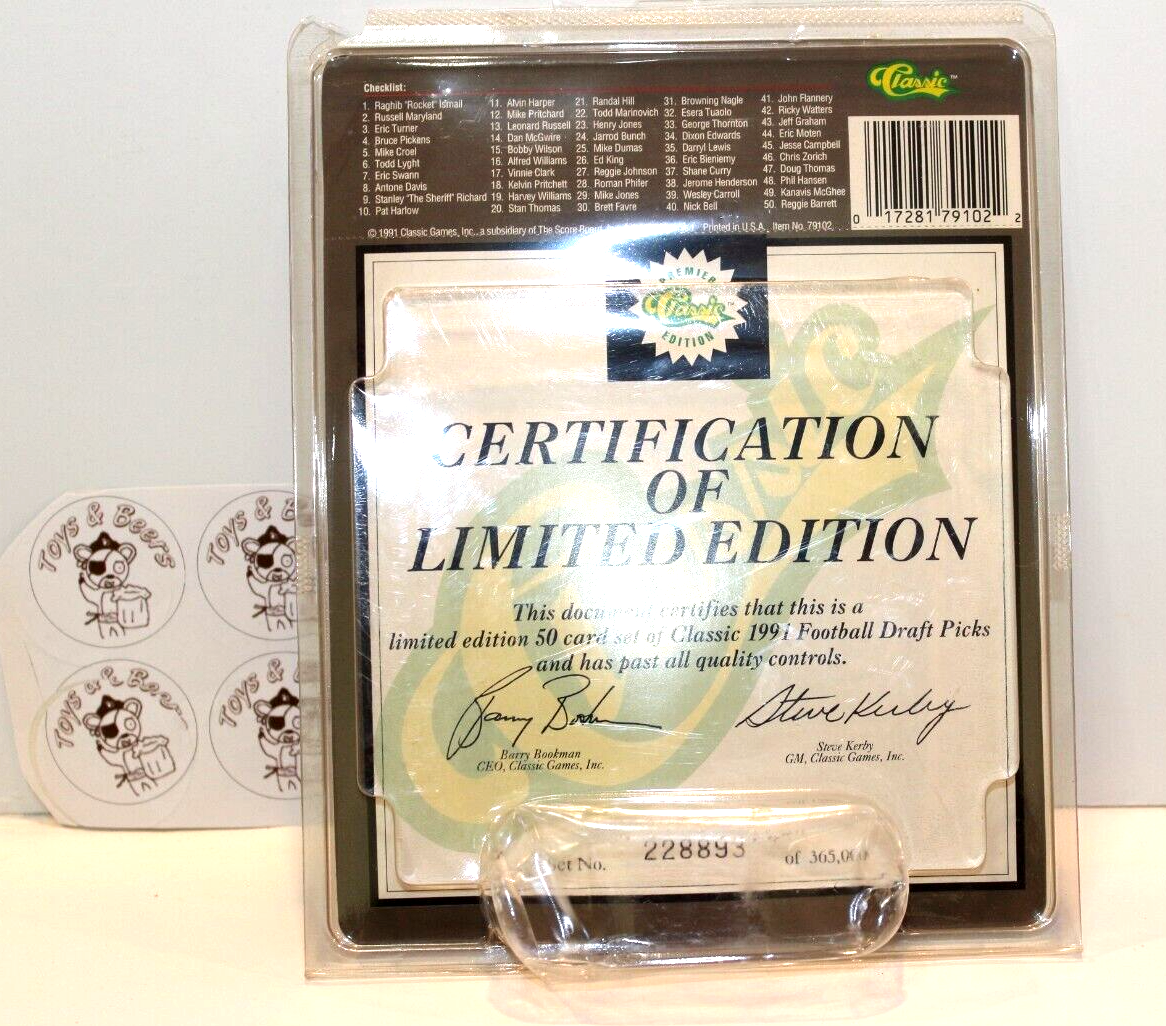 Classic™
Checklist:
1. Raghib "Rocket" Ismail
2. Russell Maryland
3. Eric Turner
4. Bruce Pickens
5. Mike Croel
6. Todd Lyght
7. Eric Swann
8. Antone Davis
9. Stanley "The Sheriff" Richard
10. Pat Harlow
11. Alvin Harper
12. Mike Pritchard
13. Leonard Russell
14. Dan McGwire
15. Bobby Wilson
16. Alfred Williams
17. Vinnie Clark
18. Kelvin Pritchett
19. Harvey Williams
20. Stan Thomas
21. Randal Hill
22. Todd Marinovich
23. Henry Jones
24. Jarrod Bunch
25. Mike Dumas
26. Ed King
27. Reggie Johnson
28. Roman Phifer
29. Mike Jones
30. Brett Favre
31. Browning Nagle
32. Esera Tuaolo
33. George Thornton
34. Dixon Edwards
35. Darryl Lewis
36. Eric Bieniemy
37. Shane Curry
38. Jerome Henderson
39. Wesley Carroll
40. Nick Bell
41. John Flannery
42. Ricky Watters
43. Jeff Graham
44. Eric Moten
45. Jesse Campbell
46. Chris Zorich
47. Doug Thomas
48. Phil Hansen
49. Kanavis McGhee
50. Reggie Barrett
0 17281 79102 2
© 1991 Classic Games, Inc., a subsidiary of The Score Board, Printed in U.S.A. Item No. 79102
PREMIER
Classic™
EDITION
CERTIFICATION
OF
LIMITED EDITION
This document certifies that this is a
limited edition 50 card set of Classic 1991 Football Draft Picks
and has past all quality controls.
Barry Bookman
Steve Kerby
Barry Bookman
CEO, Classic Games, Inc.
Steve Kerby
GM, Classic Games, Inc.
Set No. 228893 of 365,000
Toys & Beers
Toys & B
Toys & Beer
Toys &